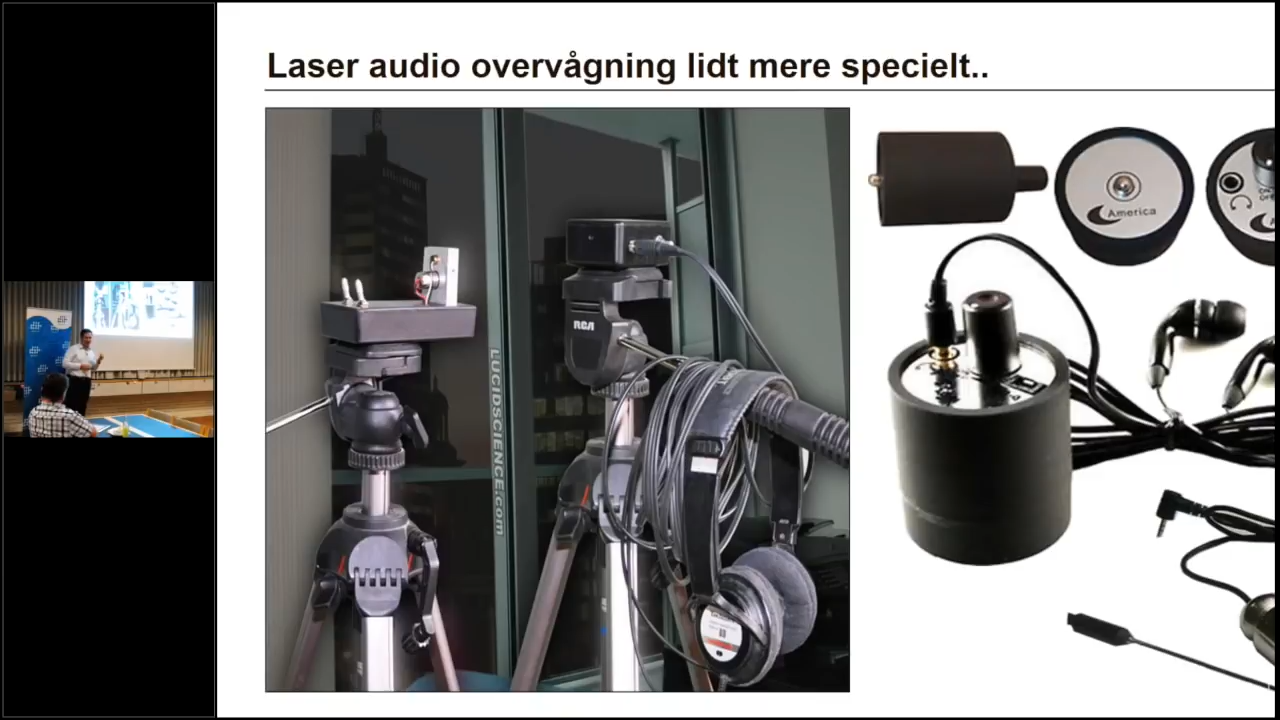 Laser audio overvågning lidt mere specielt..
RCA
LUCIDSCIENCE.com
America